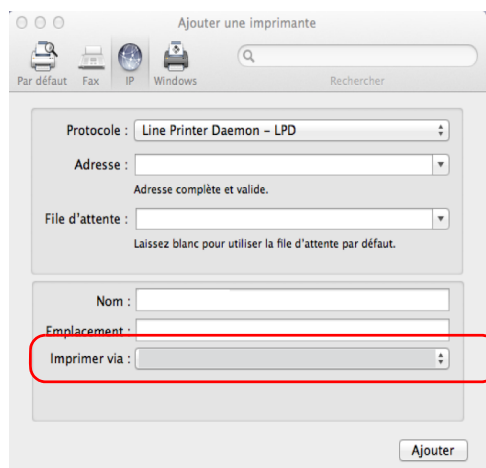 Ajouter une imprimante
Par défaut Fax IP Windows Rechercher
Protocole : Line Printer Daemon – LPD
Adresse :
Adresse complète et valide.
File d'attente :
Laissez blanc pour utiliser la file d'attente par défaut.
Nom :
Emplacement :
Imprimer via :
Ajouter